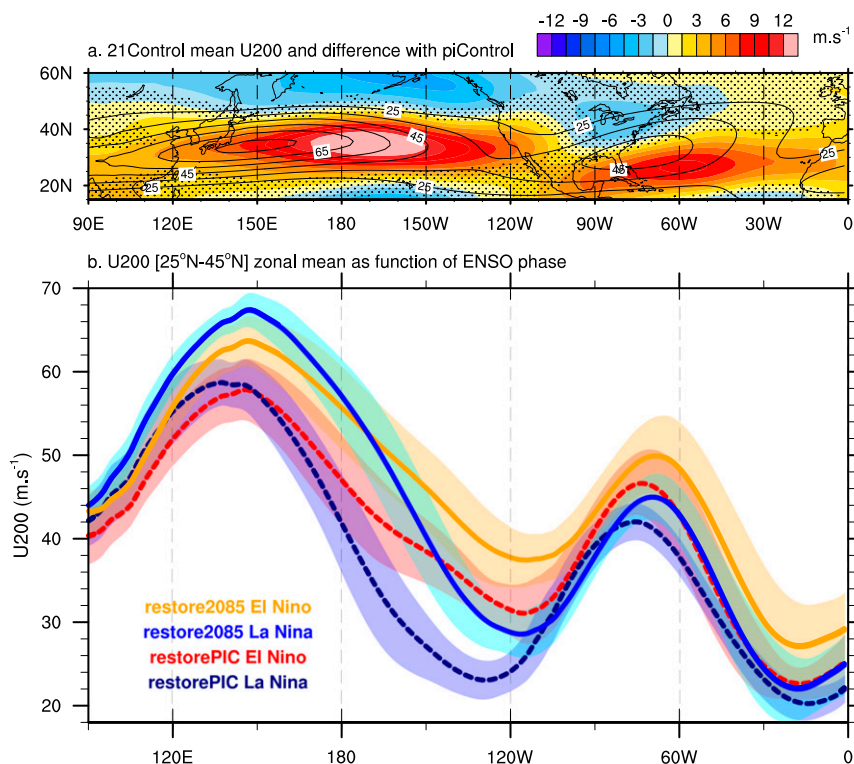 -12 -9 -6 -3 0 3 6 9 12 m.s-1
a. 21Control mean U200 and difference with piControl
60N
40N
20N
25
45
65
25
45
25
25
45
25
90E 120E 150E 180 150W 120W 90W 60W 30W 0
b. U200 [25°N-45°N] zonal mean as function of ENSO phase
70
60
50
40
30
20
U200 (m.s-1)
restore2085 El Nino
restore2085 La Nina
restorePIC El Nino
restorePIC La Nina
120E 180 120W 60W 0